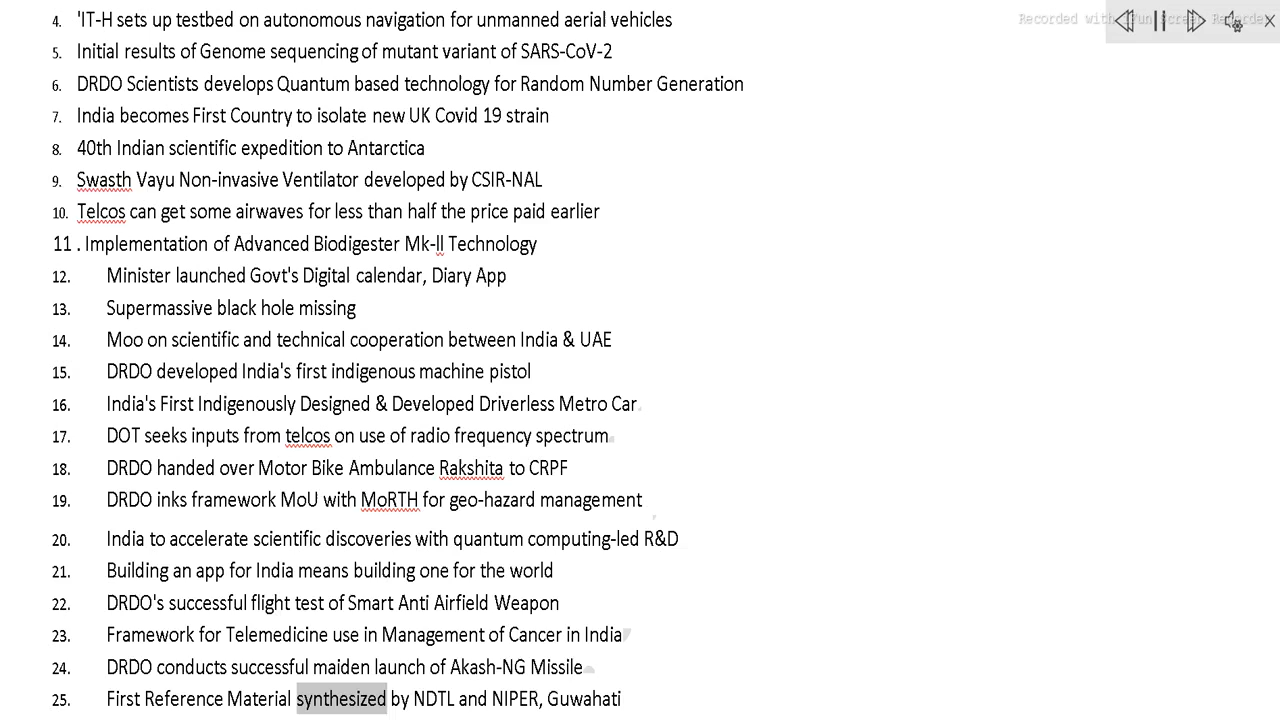 4. 'IT-H sets up testbed on autonomous navigation for unmanned aerial vehicles
Recorded with
5. Initial results of Genome sequencing of mutant variant of SARS-CoV-2
6. DRDO Scientists develops Quantum based technology for Random Number Generation
7. India becomes First Country to isolate new UK Covid 19 strain
8. 40th Indian scientific expedition to Antarctica
9. Swasth Vayu Non-invasive Ventilator developed by CSIR-NAL
10. Telcos can get some airwaves for less than half the price paid earlier
11 . Implementation of Advanced Biodigester Mk-ll Technology
12. Minister launched Govt's Digital calendar, Diary App
13. Supermassive black hole missing
14. Moo on scientific and technical cooperation between India & UAE
15. DRDO developed India's first indigenous machine pistol
16. India's First Indigenously Designed & Developed Driverless Metro Car
17. DOT seeks inputs from telcos on use of radio frequency spectrum
18. DRDO handed over Motor Bike Ambulance Rakshita to CRPF
19. DRDO inks framework MoU with MoRTH for geo-hazard management
20. India to accelerate scientific discoveries with quantum computing-led R&D
21. Building an app for India means building one for the world
22. DRDO's successful flight test of Smart Anti Airfield Weapon
23. Framework for Telemedicine use in Management of Cancer in India
24. DRDO conducts successful maiden launch of Akash-NG Missile
25. First Reference Material synthesized by NDTL and NIPER, Guwahati